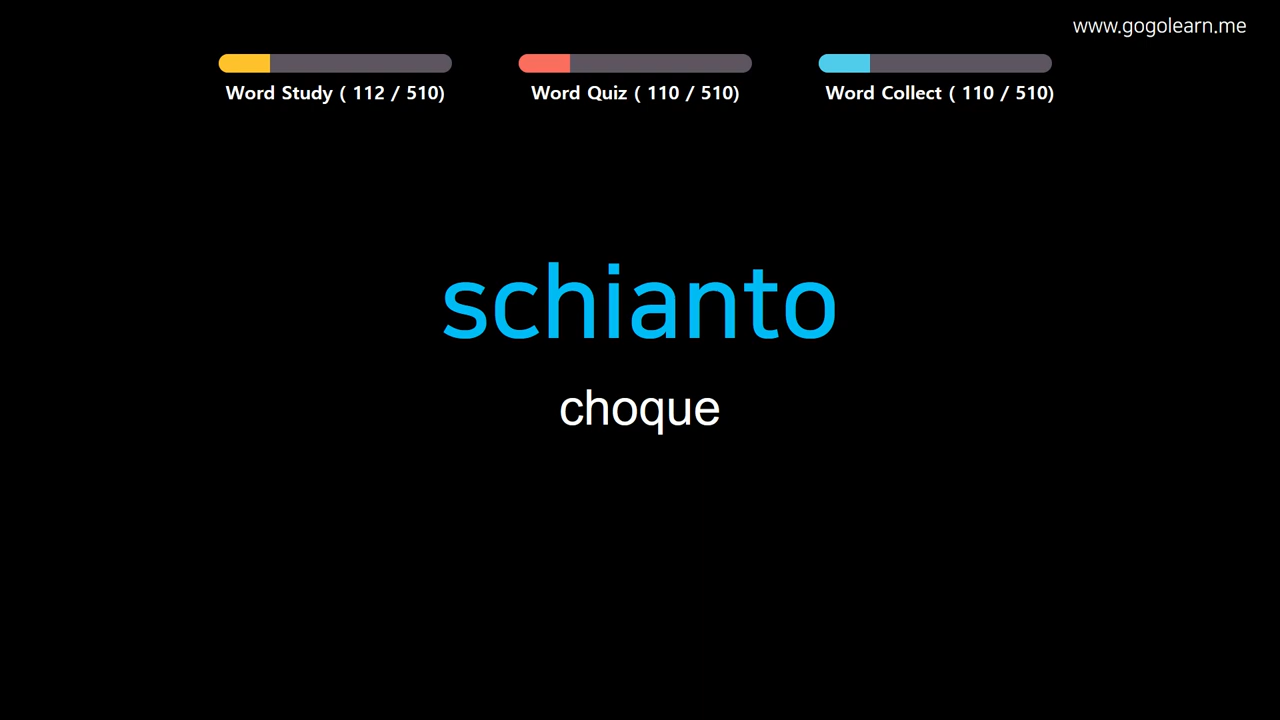 www.gogolearn.me
Word Study ( 112 / 510)
Word Quiz ( 110 / 510)
Word Collect ( 110 / 510)
schianto
choque